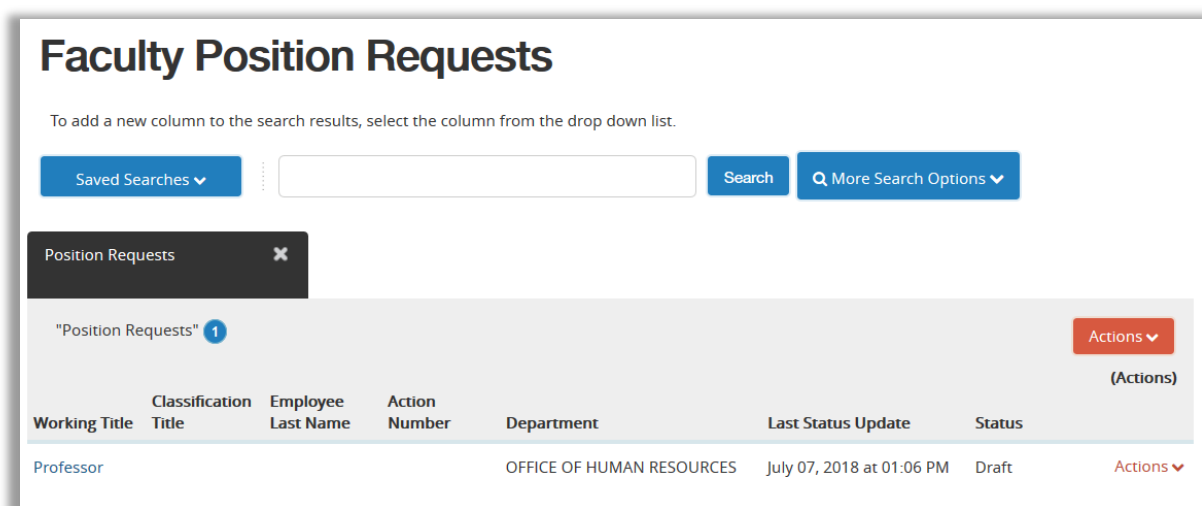 Faculty Position Requests
To add a new column to the search results, select the column from the drop down list.
Saved Searches Search More Search Options
Position Requests
"Position Requests" 1 Actions
(Actions)
Working Title Classification Title Employee Last Name Action Number Department Last Status Update Status
Professor OFFICE OF HUMAN RESOURCES July 07, 2018 at 01:06 PM Draft Actions